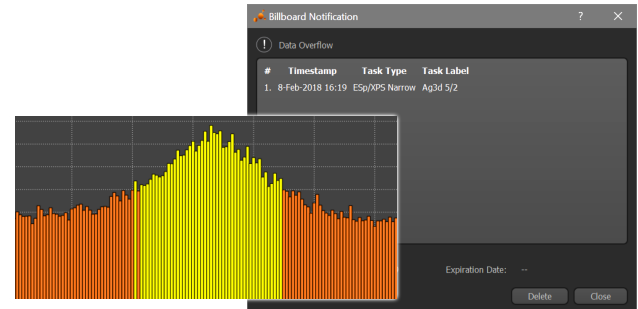 Billboard Notification ? ×
! Data Overflow
# Timestamp Task Type Task Label
1. 8-Feb-2018 16:19 ESp/XPS Narrow Ag3d 5/2
Expiration Date: --
Delete Close